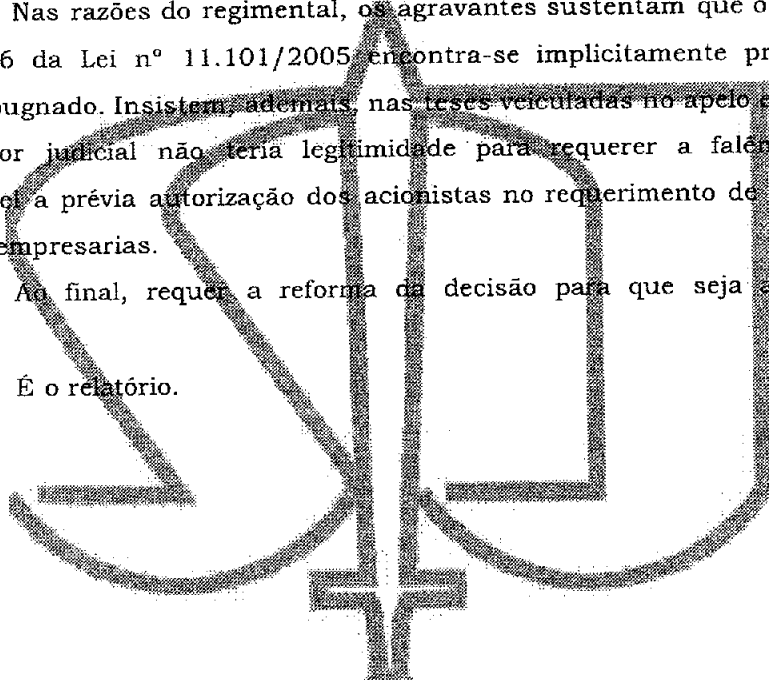 Nas razões do regimental, os agravantes sustentam que o
6 da Lei nº 11.101/2005 encontra-se implicitamente pr
ugnado. Insistem, ademais, nas teses veiculadas no apelo e
or judicial não teria legitimidade para requerer a falên
el a prévia autorização dos acionistas no requerimento de
empresarias.
Ao final, requer a reforma da decisão para que seja a
É o relatório.